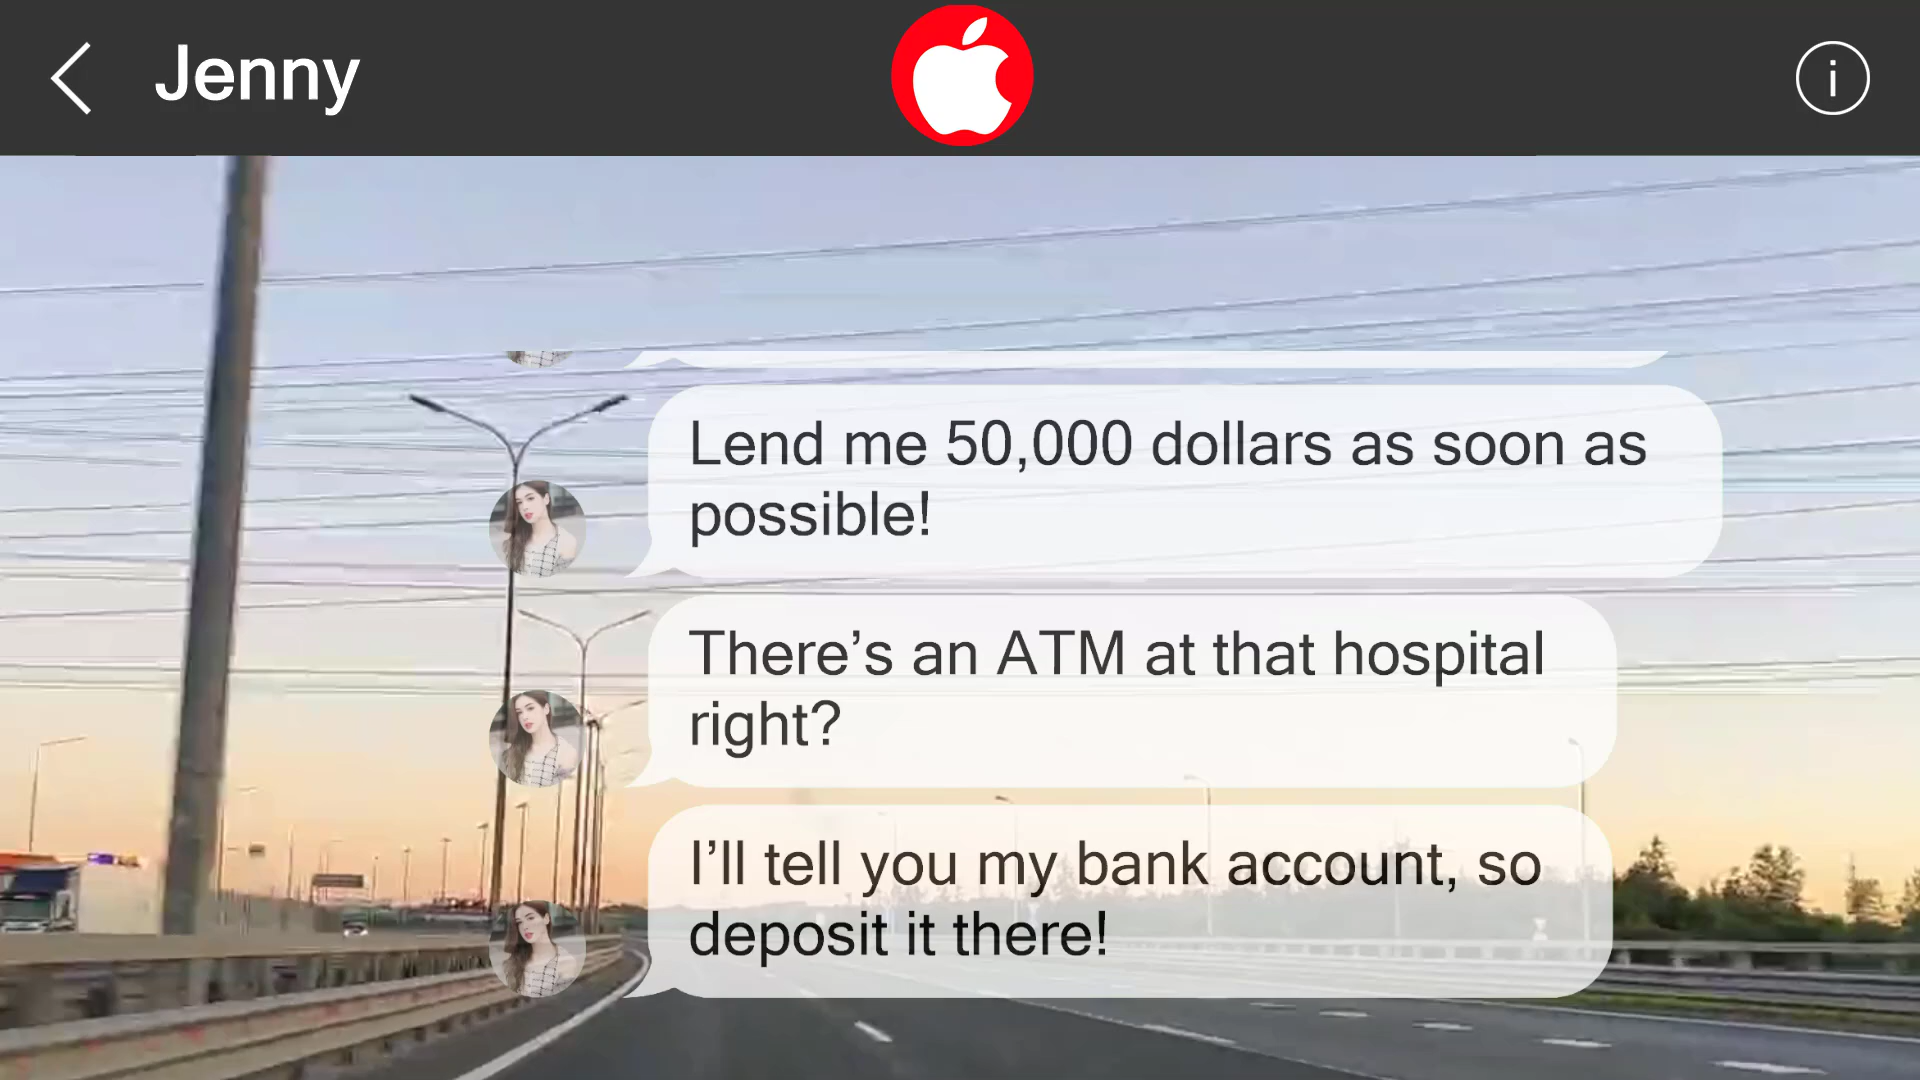 Jenny
Lend me 50,000 dollars as soon as
possible!
There’s an ATM at that hospital
right?
I’ll tell you my bank account, so
deposit it there!